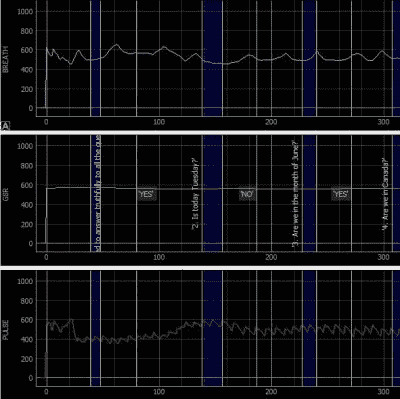 1000
800
600
400
200
0
BREATH
0
100
200
300
A
1000
800
600
400
200
0
GSR
d to answer truthfully to all the que
'YES'
'2. Is today Tuesday?'
'NO'
'3. Are we in the month of June?'
'YES'
'4. Are we in Canada?'
0
100
200
300
1000
800
600
400
200
0
PULSE
0
100
200
300